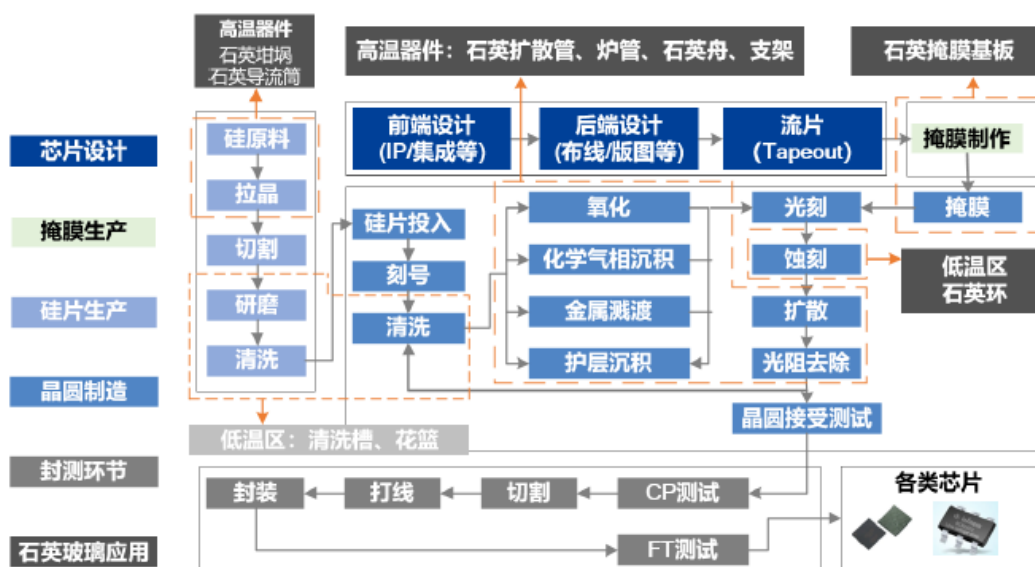 高温器件
石英坩埚
石英导流筒
高温器件：石英扩散管、炉管、石英舟、支架
石英掩膜基板
芯片设计
掩膜生产
硅片生产
晶圆制造
封测环节
石英玻璃应用
硅原料
拉晶
切割
研磨
清洗
前端设计
(IP/集成等)
后端设计
(布线/版图等)
流片
(Tapeout)
掩膜制作
掩膜
硅片投入
刻号
清洗
氧化
化学气相沉积
金属溅渡
护层沉积
光刻
蚀刻
扩散
光阻去除
晶圆接受测试
低温区
石英环
低温区：清洗槽、花篮
封装
打线
切割
CP测试
FT测试
各类芯片